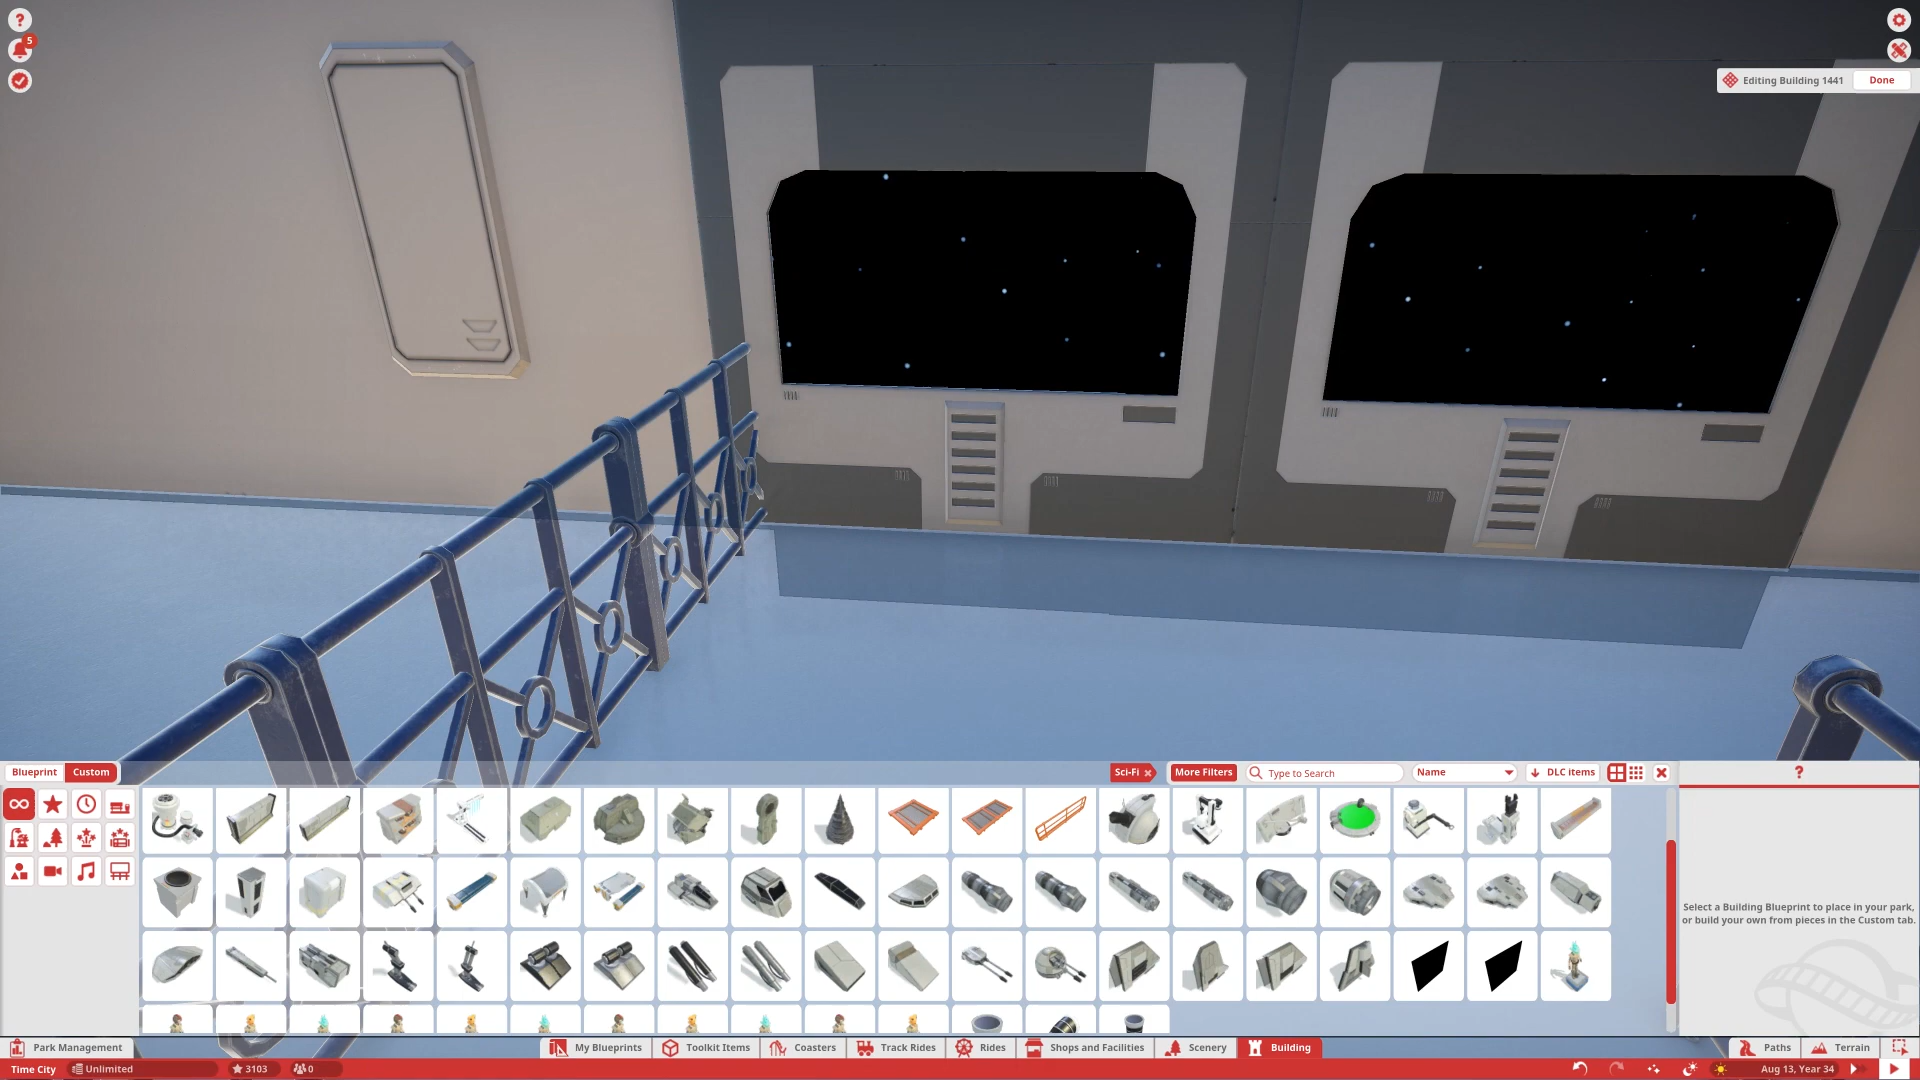 ?
5
Editing Building 1441 Done
Blueprint Custom
Sci-Fi × More Filters Type to Search Name DLC items
?
Select a Building Blueprint to place in your park,
or build your own from pieces in the Custom tab.
Park Management My Blueprints Toolkit Items Coasters Track Rides Rides Shops and Facilities Scenery Building Paths Terrain
Time City Unlimited 3103 0 Aug 13, Year 34